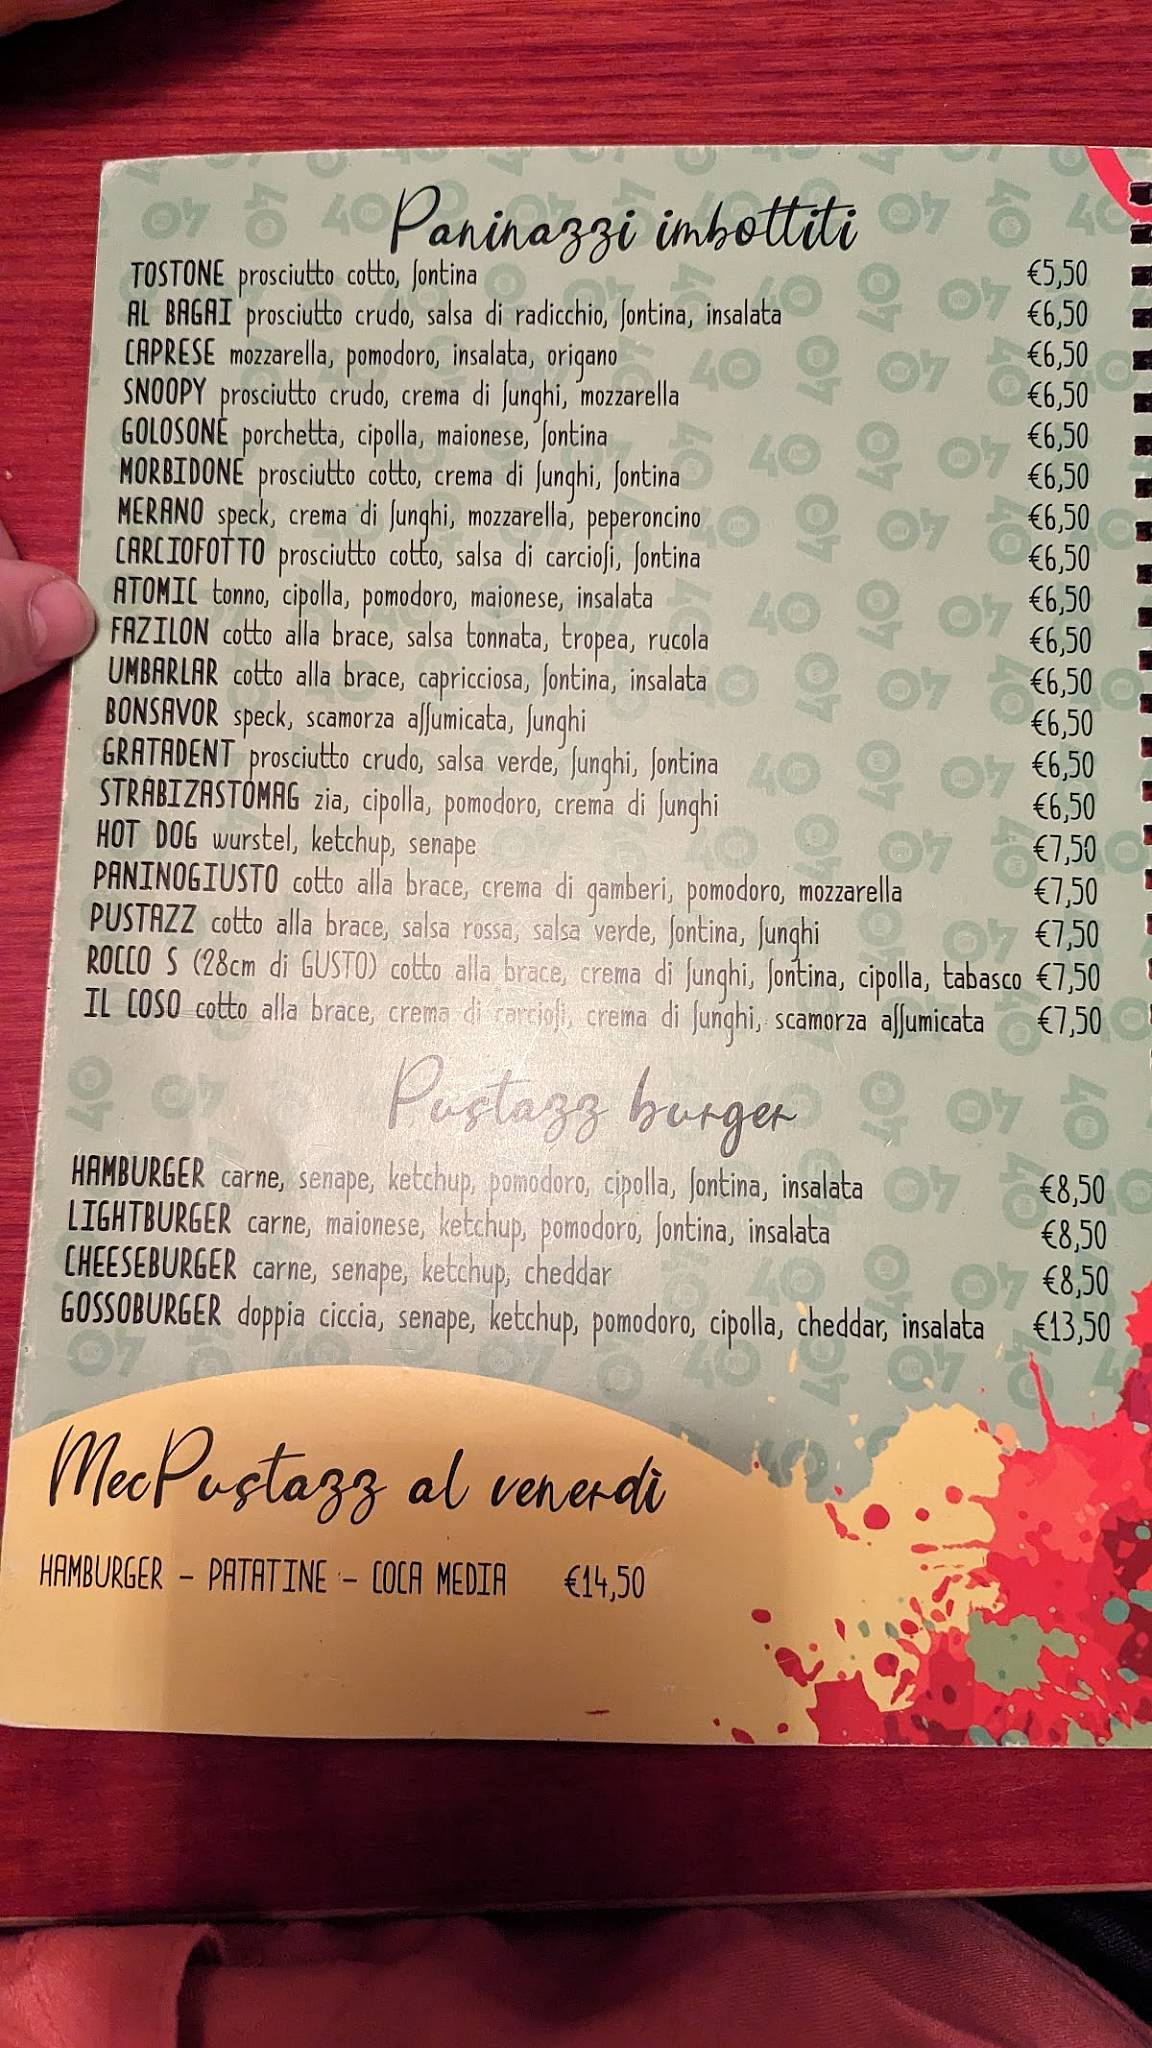 Paninazzi imbottiti
TOSTONE prosciutto cotto, fontina €5,50
AL BAGAI prosciutto crudo, salsa di radicchio, fontina, insalata €6,50
CAPRESE mozzarella, pomodoro, insalata, origano €6,50
SNOOPY prosciutto crudo, crema di funghi, mozzarella €6,50
GOLOSONE porchetta, cipolla, maionese, fontina €6,50
MORBIDONE prosciutto cotto, crema di funghi, fontina €6,50
MERANO speck, crema di funghi, mozzarella, peperoncino €6,50
CARCIOFOTTO prosciutto cotto, salsa di carciofi, fontina €6,50
ATOMIC tonno, cipolla, pomodoro, maionese, insalata €6,50
FAZILON cotto alla brace, salsa tonnata, tropea, rucola €6,50
UMBARLAR cotto alla brace, capricciosa, fontina, insalata €6,50
BONSAVOR speck, scamorza affumicata, funghi €6,50
GRATADENT prosciutto crudo, salsa verde, funghi, fontina €6,50
STRABIZASTOMAG zia, cipolla, pomodoro, crema di funghi €6,50
HOT DOG wurstel, ketchup, senape €7,50
PANINOGIUSTO cotto alla brace, crema di gamberi, pomodoro, mozzarella €7,50
PUSTAZZ cotto alla brace, salsa rossa, salsa verde, fontina, funghi €7,50
ROCCO S (28cm di GUSTO) cotto alla brace, crema di funghi, fontina, cipolla, tabasco €7,50
IL COSO cotto alla brace, crema di carciofi, crema di funghi, scamorza affumicata €7,50
Pustazz burger
HAMBURGER carne, senape, ketchup, pomodoro, cipolla, fontina, insalata €8,50
LIGHTBURGER carne, maionese, ketchup, pomodoro, fontina, insalata €8,50
CHEESEBURGER carne, senape, ketchup, cheddar €8,50
GOSSOBURGER doppia ciccia, senape, ketchup, pomodoro, cipolla, cheddar, insalata €13,50
MecPustazz al venerdì
HAMBURGER - PATATINE - COCA MEDIA €14,50